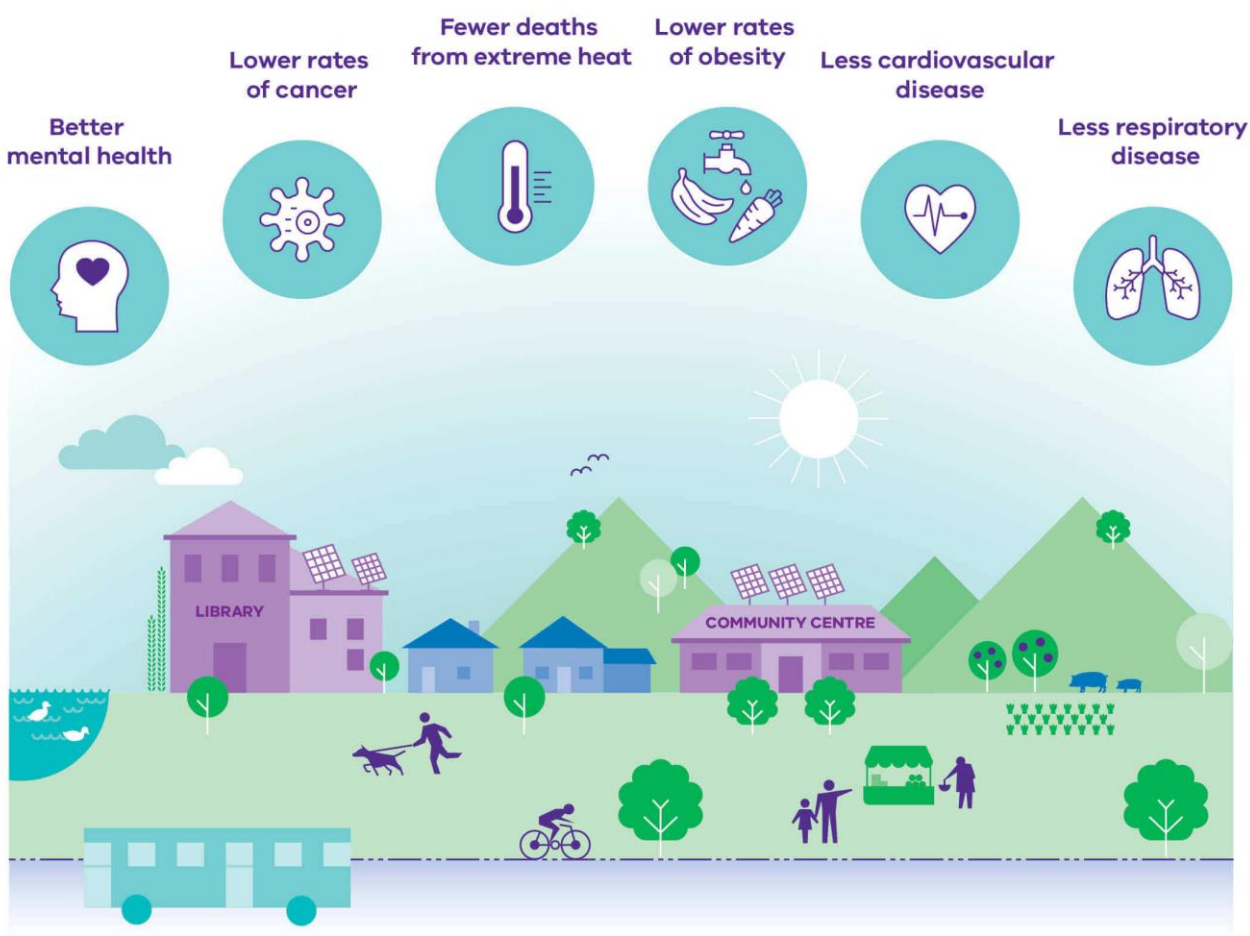 Better
mental health
Lower rates
of cancer
Fewer deaths
from extreme heat
Lower rates
of obesity
Less cardiovascular
disease
Less respiratory
disease
LIBRARY
COMMUNITY CENTRE